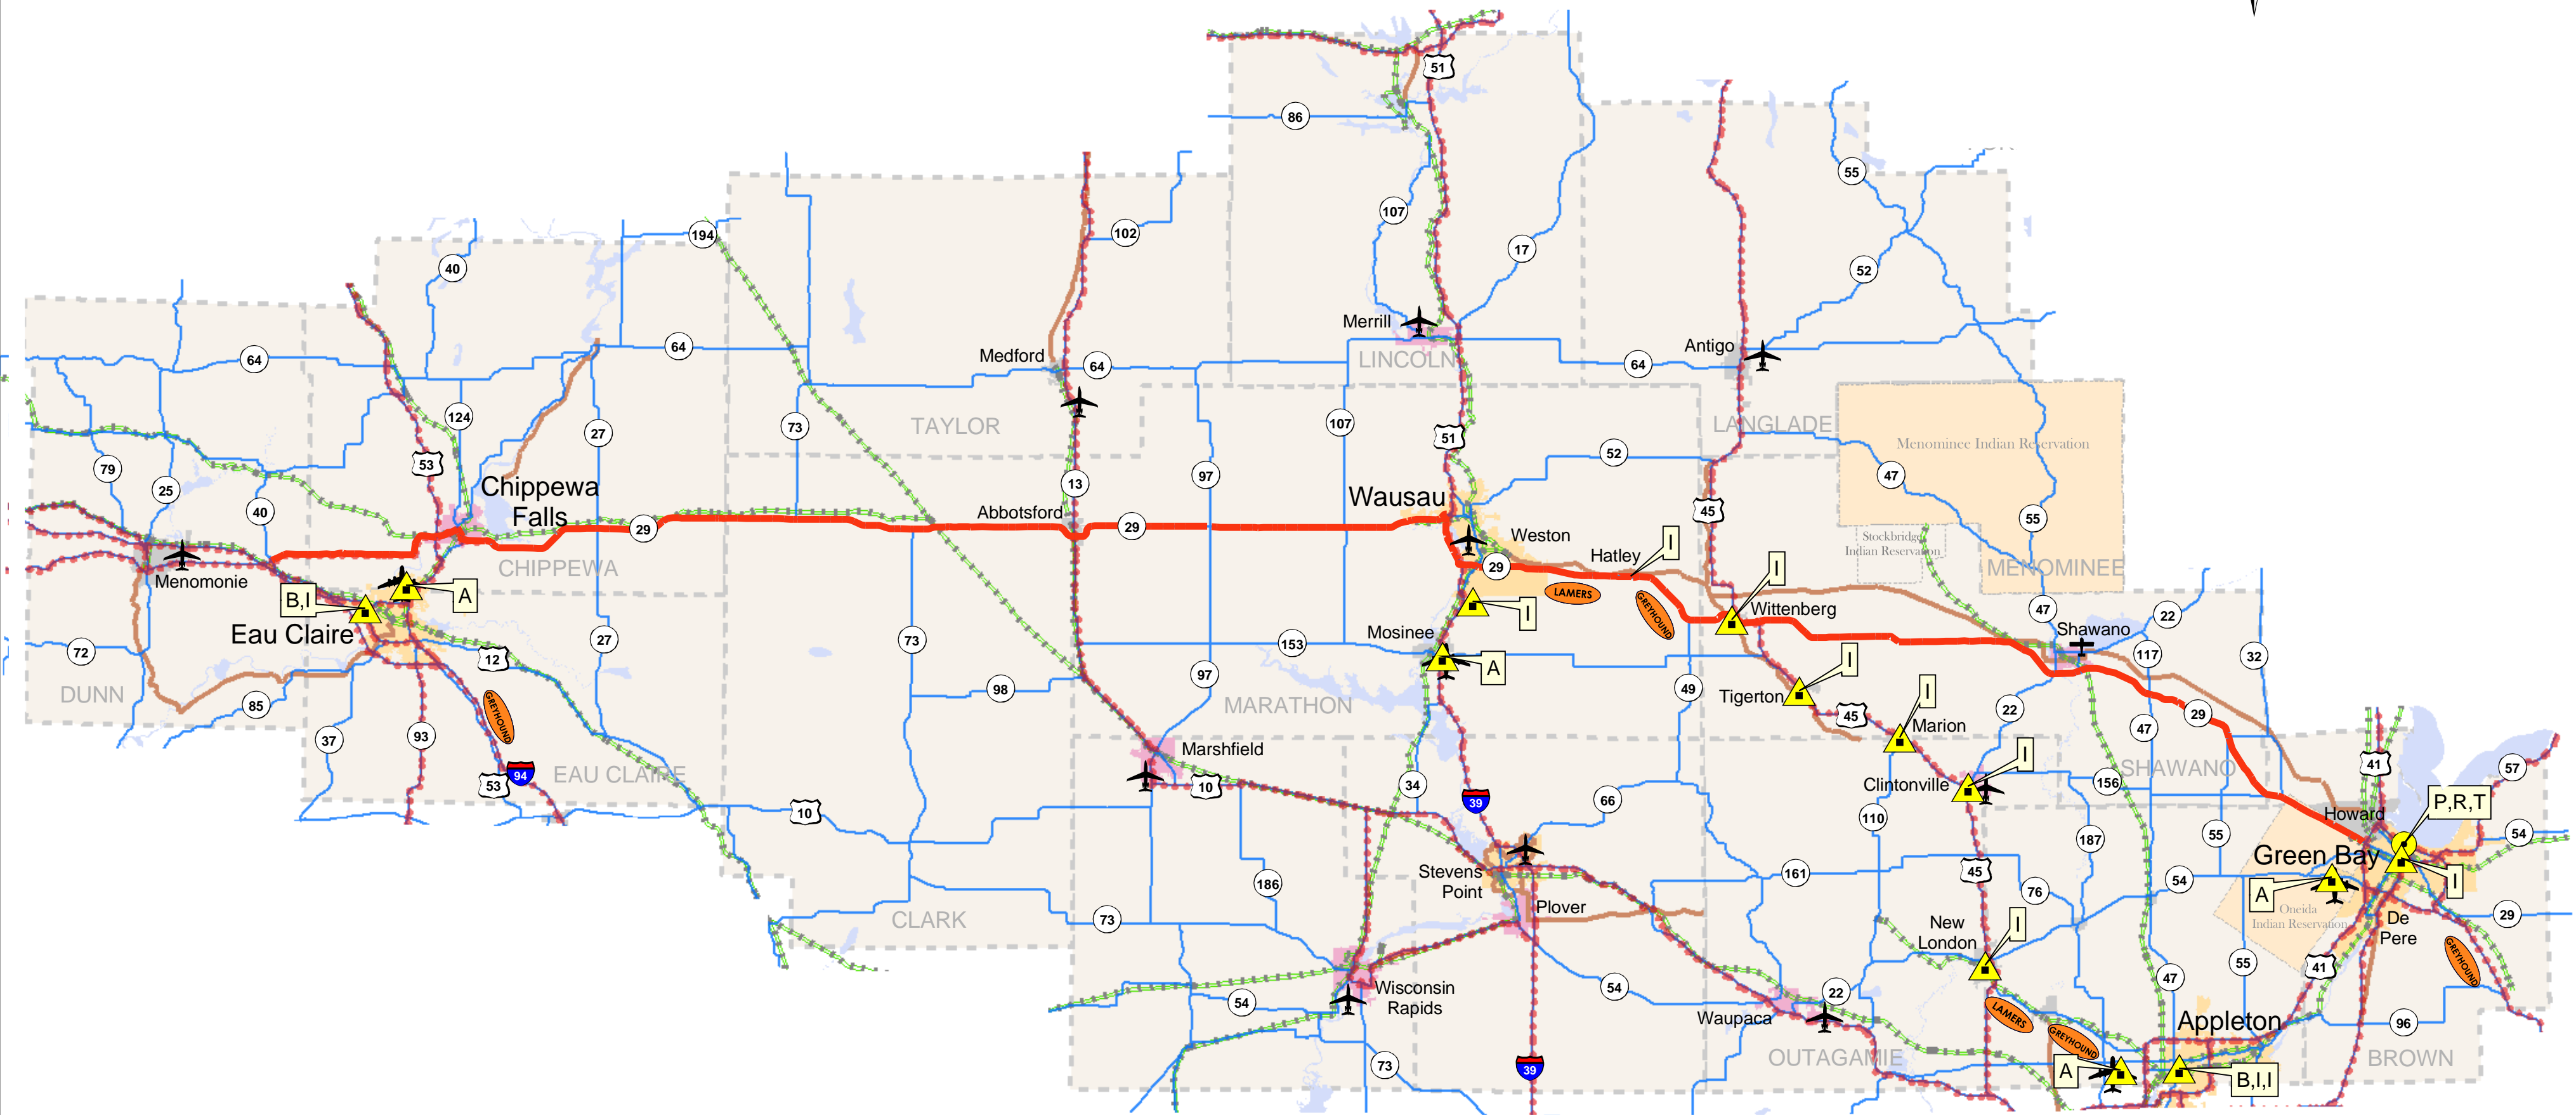 51
86
55
194
102
107
40
17
52
Merrill
64
64
Medford
64
LINCOLN
64
Antigo
124
TAYLOR
73
107
LANGLADE
27
51
Menominee Indian Reservation
52
53
79
97
47
25
13
Chippewa
Falls
Wausau
40
Abbotsford
45
55
29
29
Weston
Stockbridge
Indian Reservation
Hatley
I
I
29
CHIPPEWA
MENOMINEE
Menomonie
A
B,I
LAMERS
GREYHOUND
I
Wittenberg
47
22
Eau Claire
27
73
Mosinee
Shawano
153
117
32
72
12
A
I
97
DUNN
98
49
Tigerton
I
85
GREYHOUND
MARATHON
22
29
45
Marion
47
37
93
Marshfield
I
41
57
EAU CLAIRE
94
53
10
34
Clintonville
156
SHAWANO
10
39
66
110
P,R,T
Howard
187
55
54
Green Bay
Stevens
Point
161
45
186
76
54
A
I
CLARK
73
Plover
Oneida
Indian Reservation
29
New
London
I
De
Pere
41
55
GREYHOUND
47
Wisconsin
Rapids
54
54
22
Waupaca
LAMERS
Appleton
96
GREYHOUND
OUTAGAMIE
73
39
A
B,I,I
BROWN